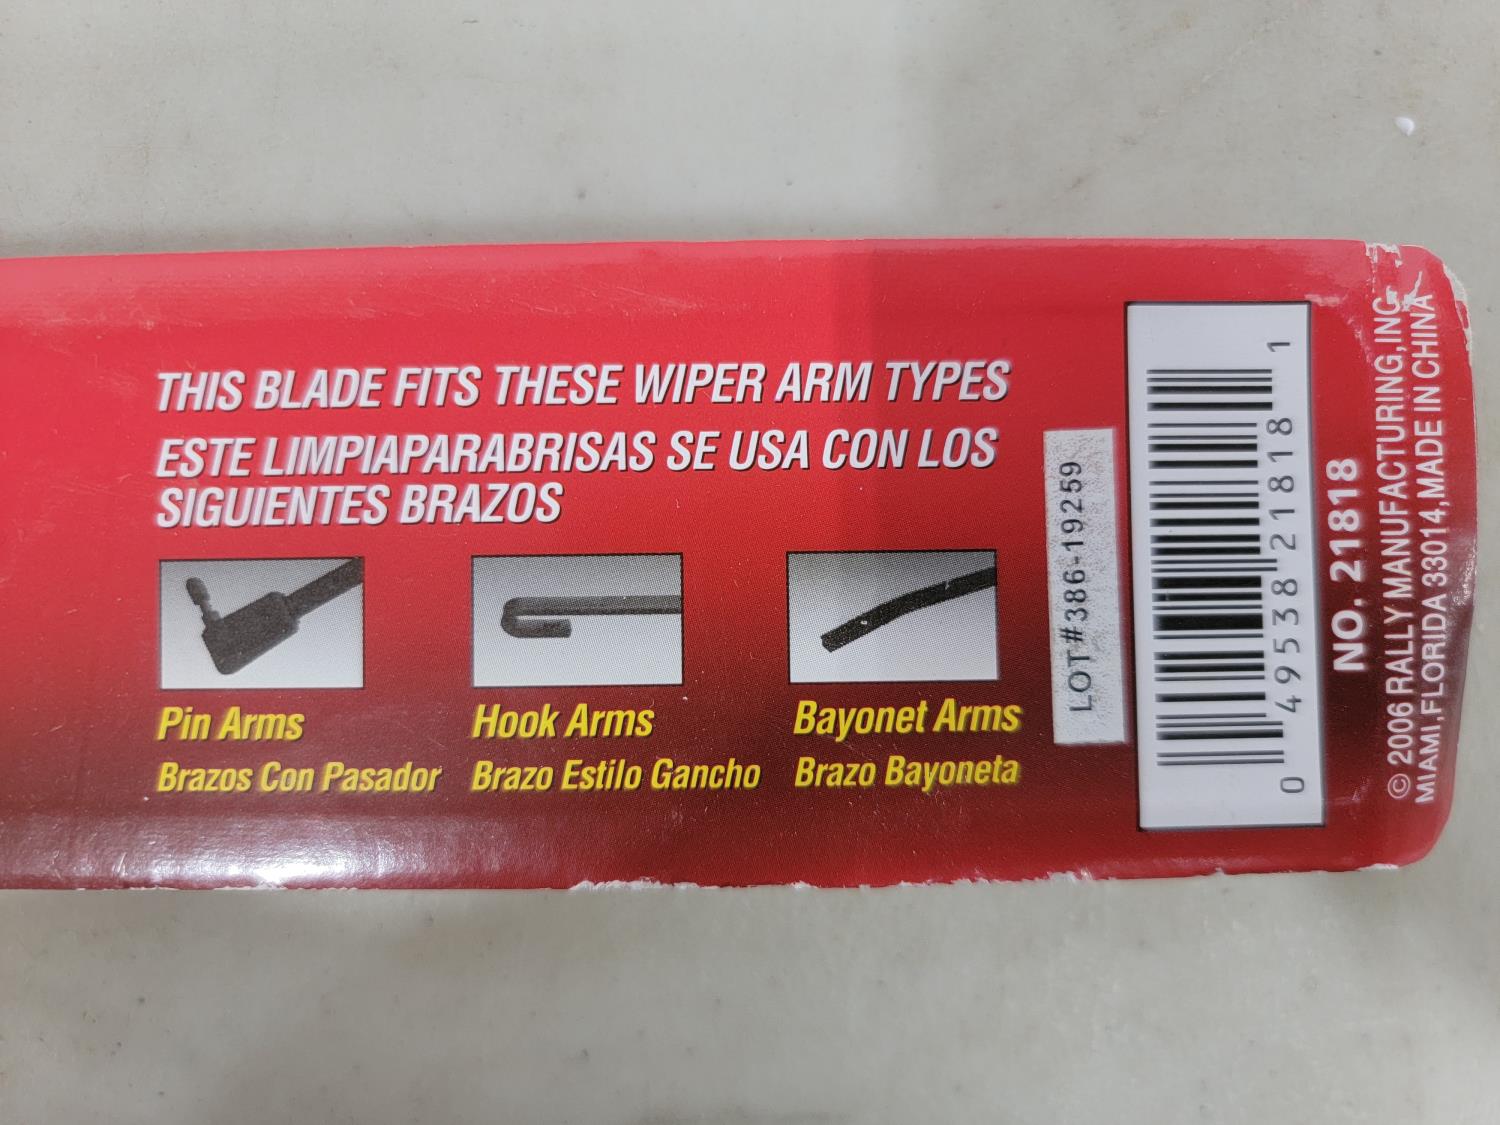 THIS BLADE FITS THESE WIPER ARM TYPES
ESTE LIMPIAPARABRISAS SE USA CON LOS
SIGUIENTES BRAZOS
Pin Arms
Brazos Con Pasador
Hook Arms
Brazo Estilo Gancho
Bayonet Arms
Brazo Bayoneta
LOT#386-19259
0 49538 21818 1
NO. 21818
© 2006 RALLY MANUFACTURING, INC.
MIAMI, FLORIDA 33014, MADE IN CHINA